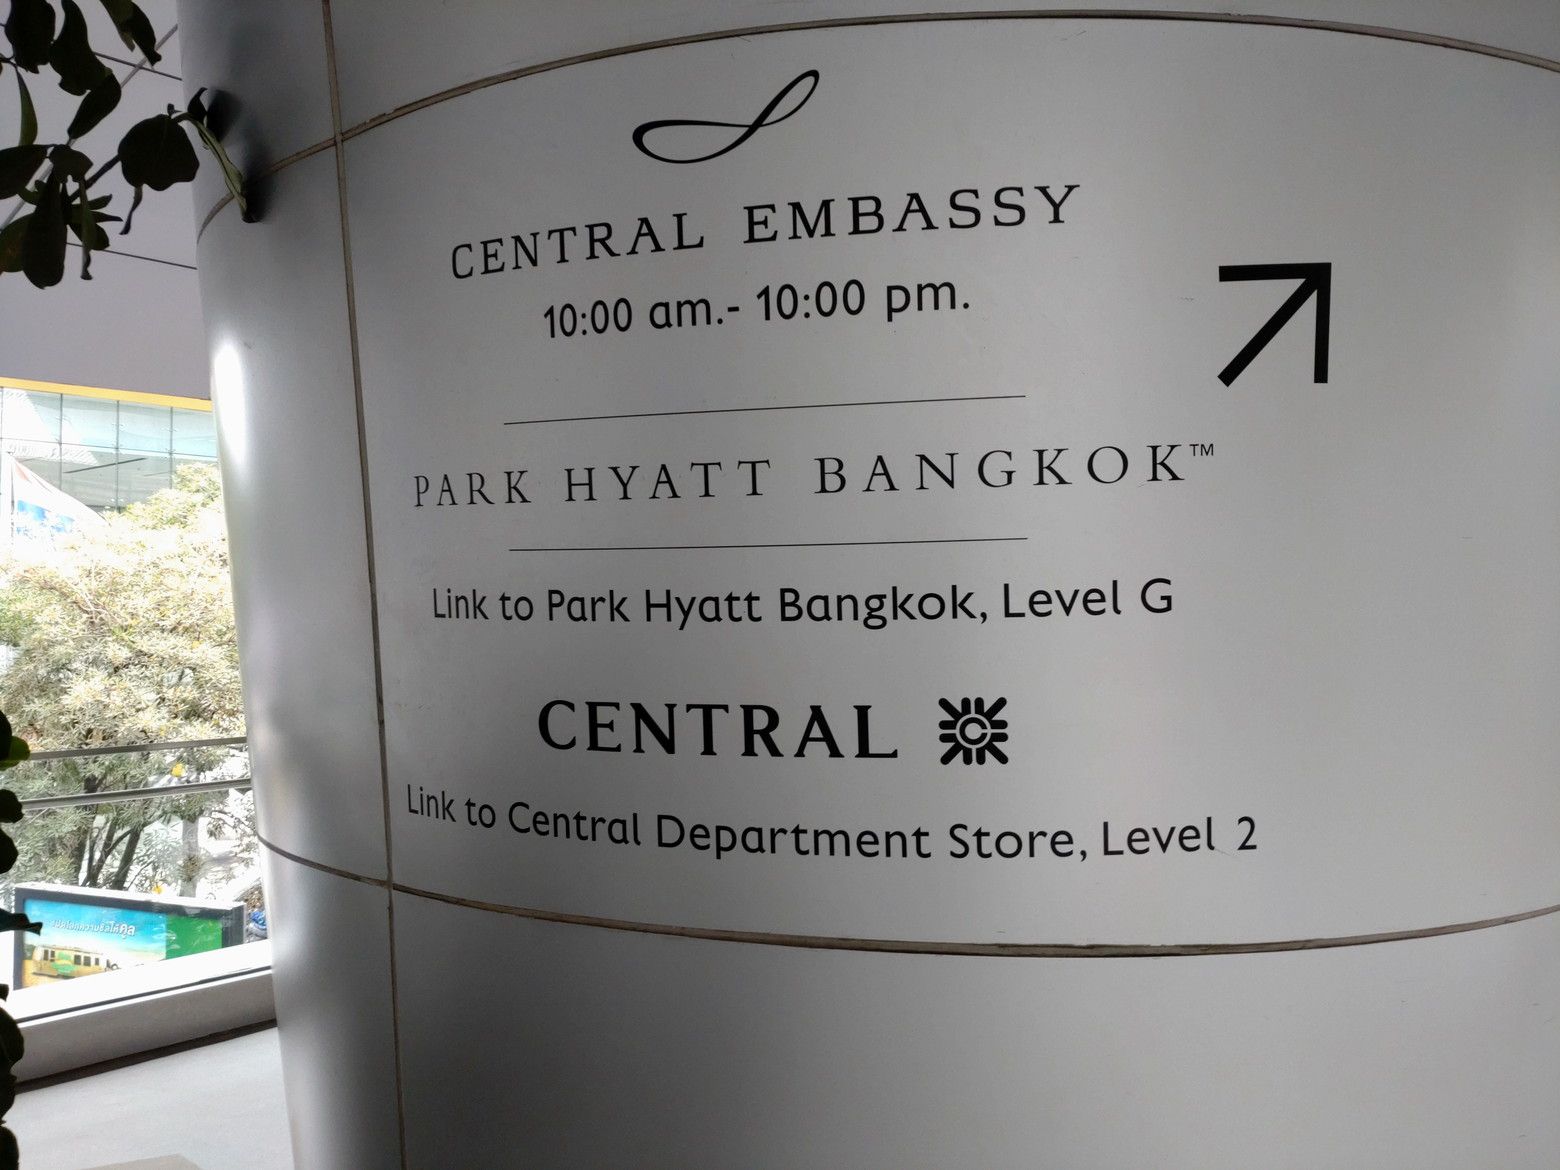 CENTRAL EMBASSY
10:00 am.- 10:00 pm.
PARK HYATT BANGKOK™
Link to Park Hyatt Bangkok, Level G
CENTRAL
Link to Central Department Store, Level 2